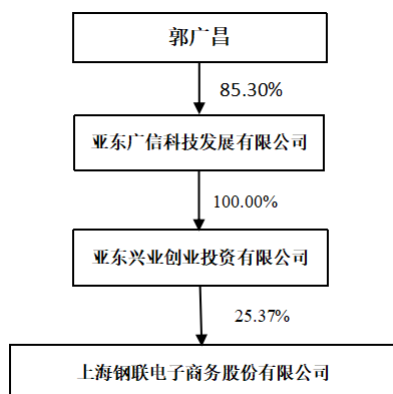 郭广昌
85.30%
亚东广信科技发展有限公司
100.00%
亚东兴业创业投资有限公司
25.37%
上海钢联电子商务股份有限公司